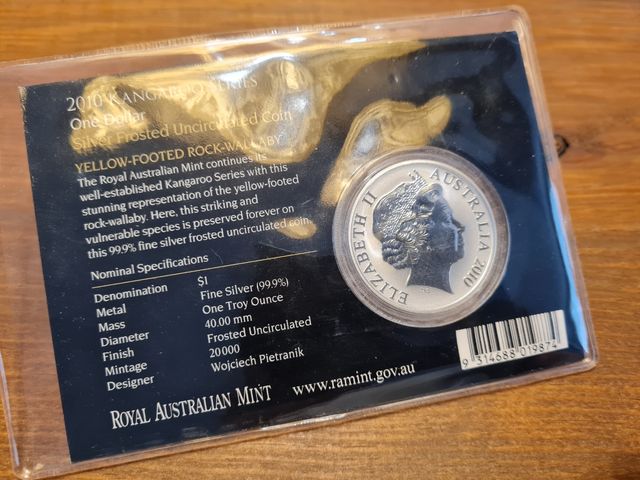 2010 KANGAROO SERIES
One Dollar
Silver Frosted Uncirculated Coin
YELLOW-FOOTED ROCK-WALLABY
The Royal Australian Mint continues its
well-established Kangaroo Series with this
stunning representation of the yellow-footed
rock-wallaby. Here, this striking and
vulnerable species is preserved forever on
this 99.9% fine silver frosted uncirculated coin.
Nominal Specifications
Denomination $1
Metal Fine Silver (99.9%)
Mass One Troy Ounce
Diameter 40.00 mm
Finish Frosted Uncirculated
Mintage 20000
Designer Wojciech Pietranik
ROYAL AUSTRALIAN MINT www.ramint.gov.au
ELIZABETH II AUSTRALIA 2010
9 314688 019874